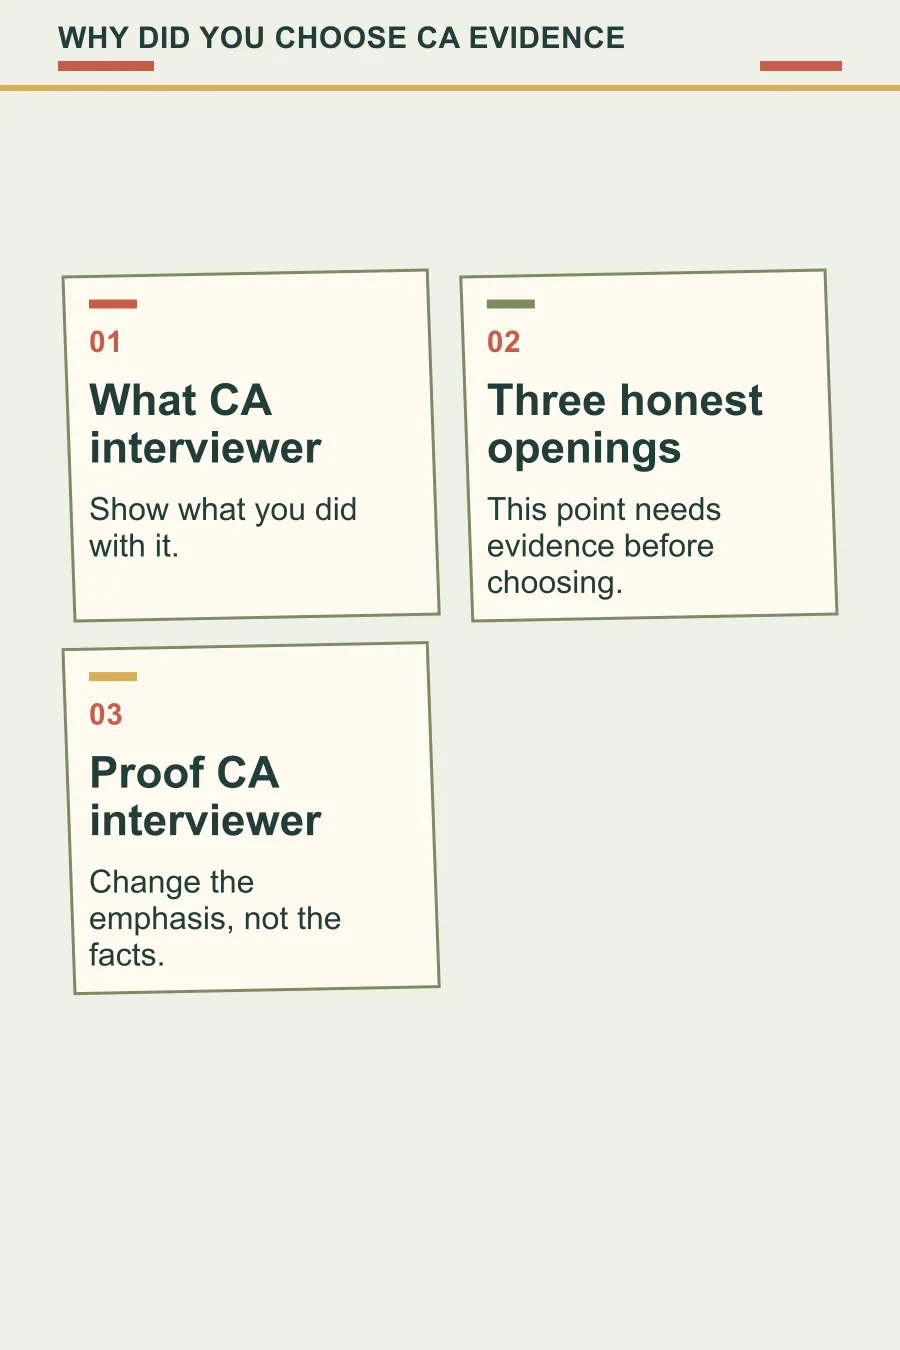 WHY DID YOU CHOOSE CA EVIDENCE
01
What CA
interviewer
Show what you did
with it.
02
Three honest
openings
This point needs
evidence before
choosing.
03
Proof CA
interviewer
Change the
emphasis, not the
facts.